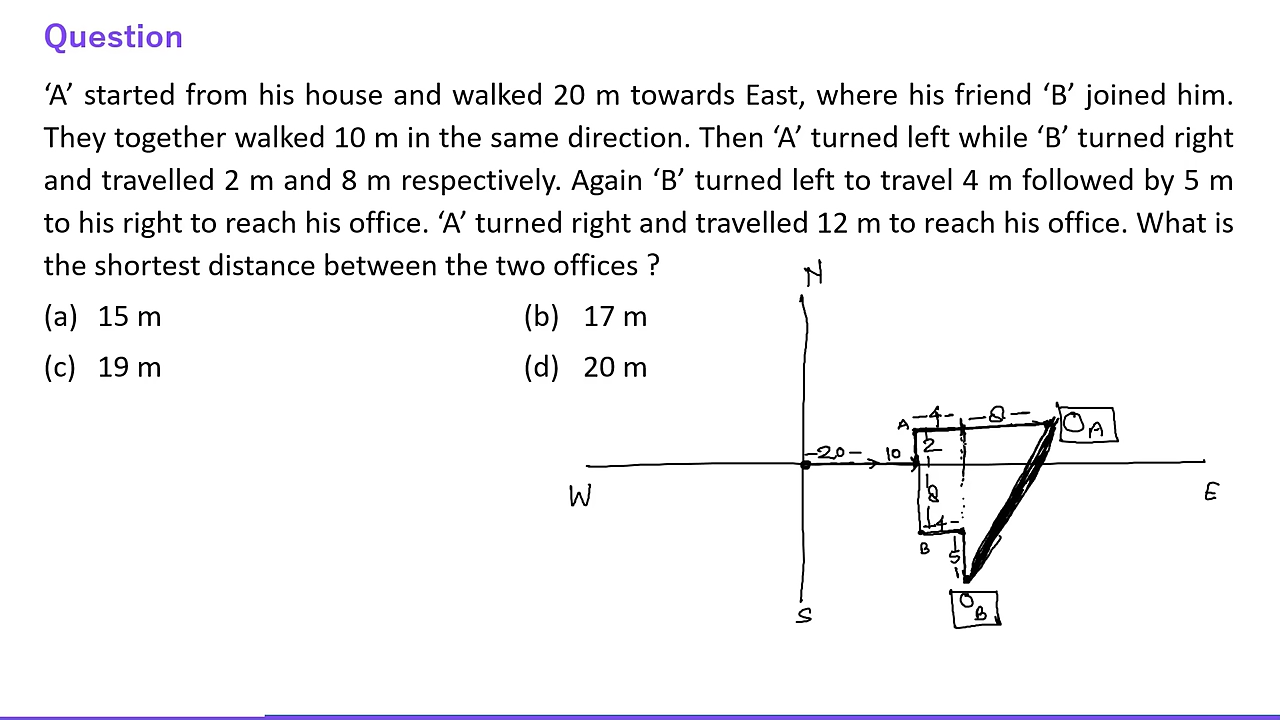 Question
‘A’ started from his house and walked 20 m towards East, where his friend ‘B’ joined him.
They together walked 10 m in the same direction. Then ‘A’ turned left while ‘B’ turned right
and travelled 2 m and 8 m respectively. Again ‘B’ turned left to travel 4 m followed by 5 m
to his right to reach his office. ‘A’ turned right and travelled 12 m to reach his office. What is
the shortest distance between the two offices ?
N
(a) 15 m (b) 17 m
(c) 19 m (d) 20 m
A -4- -8- OA
2
-20- 10
W E
8
-4-
B 5
OB
S